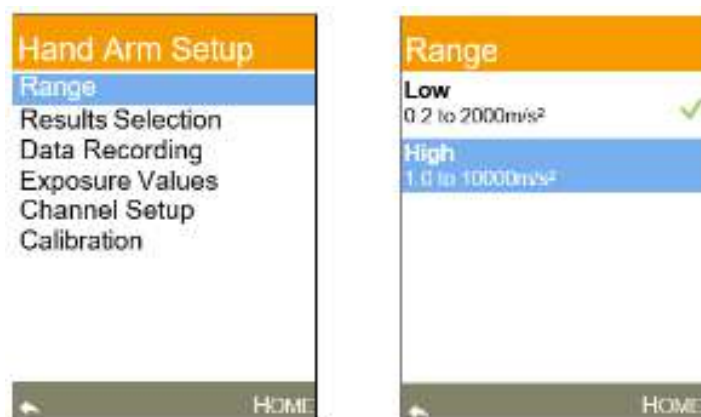 Hand Arm Setup
Range
Results Selection
Data Recording
Exposure Values
Channel Setup
Calibration
HOME
Range
Low
0.2 to 2000m/s²
High
1.0 to 10000m/s²
HOME